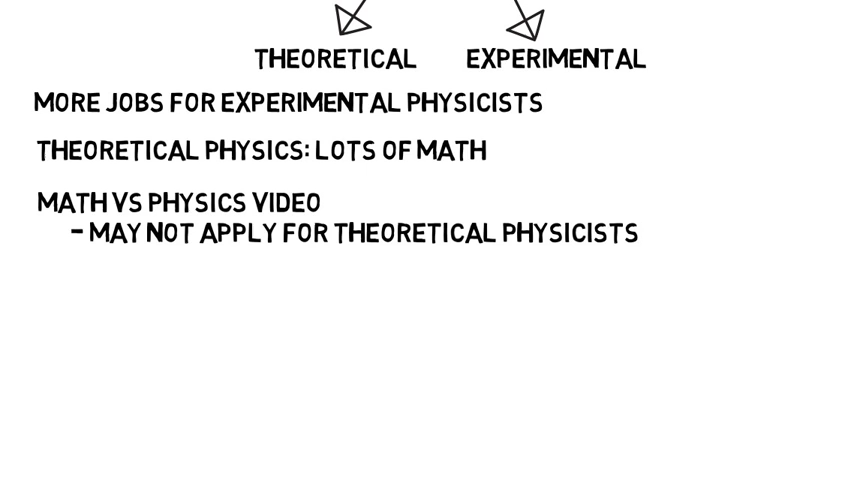 THEORETICAL EXPERIMENTAL
MORE JOBS FOR EXPERIMENTAL PHYSICISTS
THEORETICAL PHYSICS: LOTS OF MATH
MATH VS PHYSICS VIDEO
- MAY NOT APPLY FOR THEORETICAL PHYSICISTS